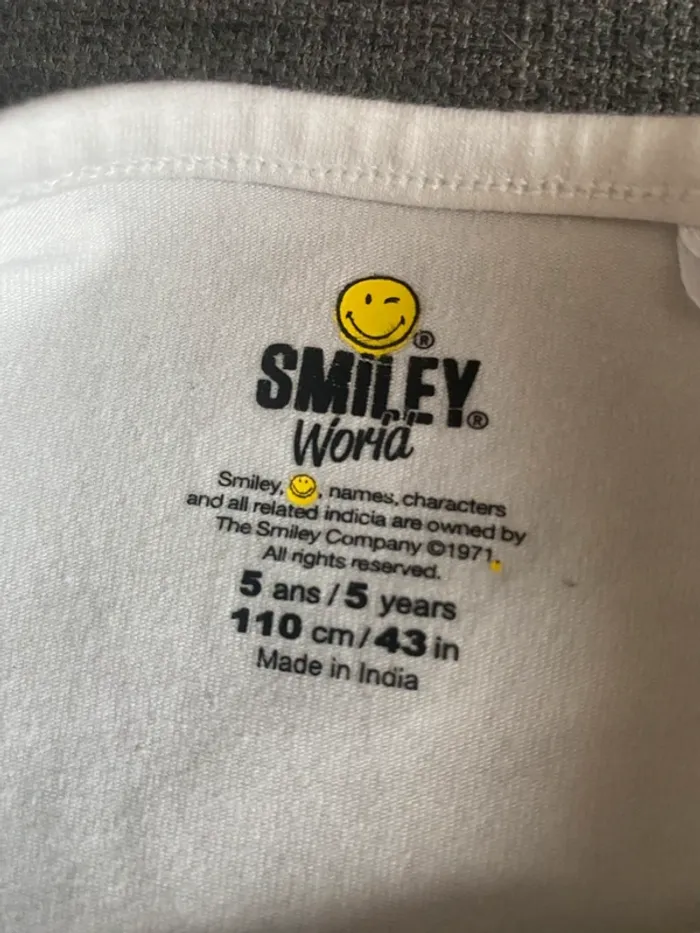 ®
SMILEY®
World
Smiley, , names, characters
and all related indicia are owned by
The Smiley Company ©1971.
All rights reserved.
5 ans / 5 years
110 cm / 43 in
Made in India